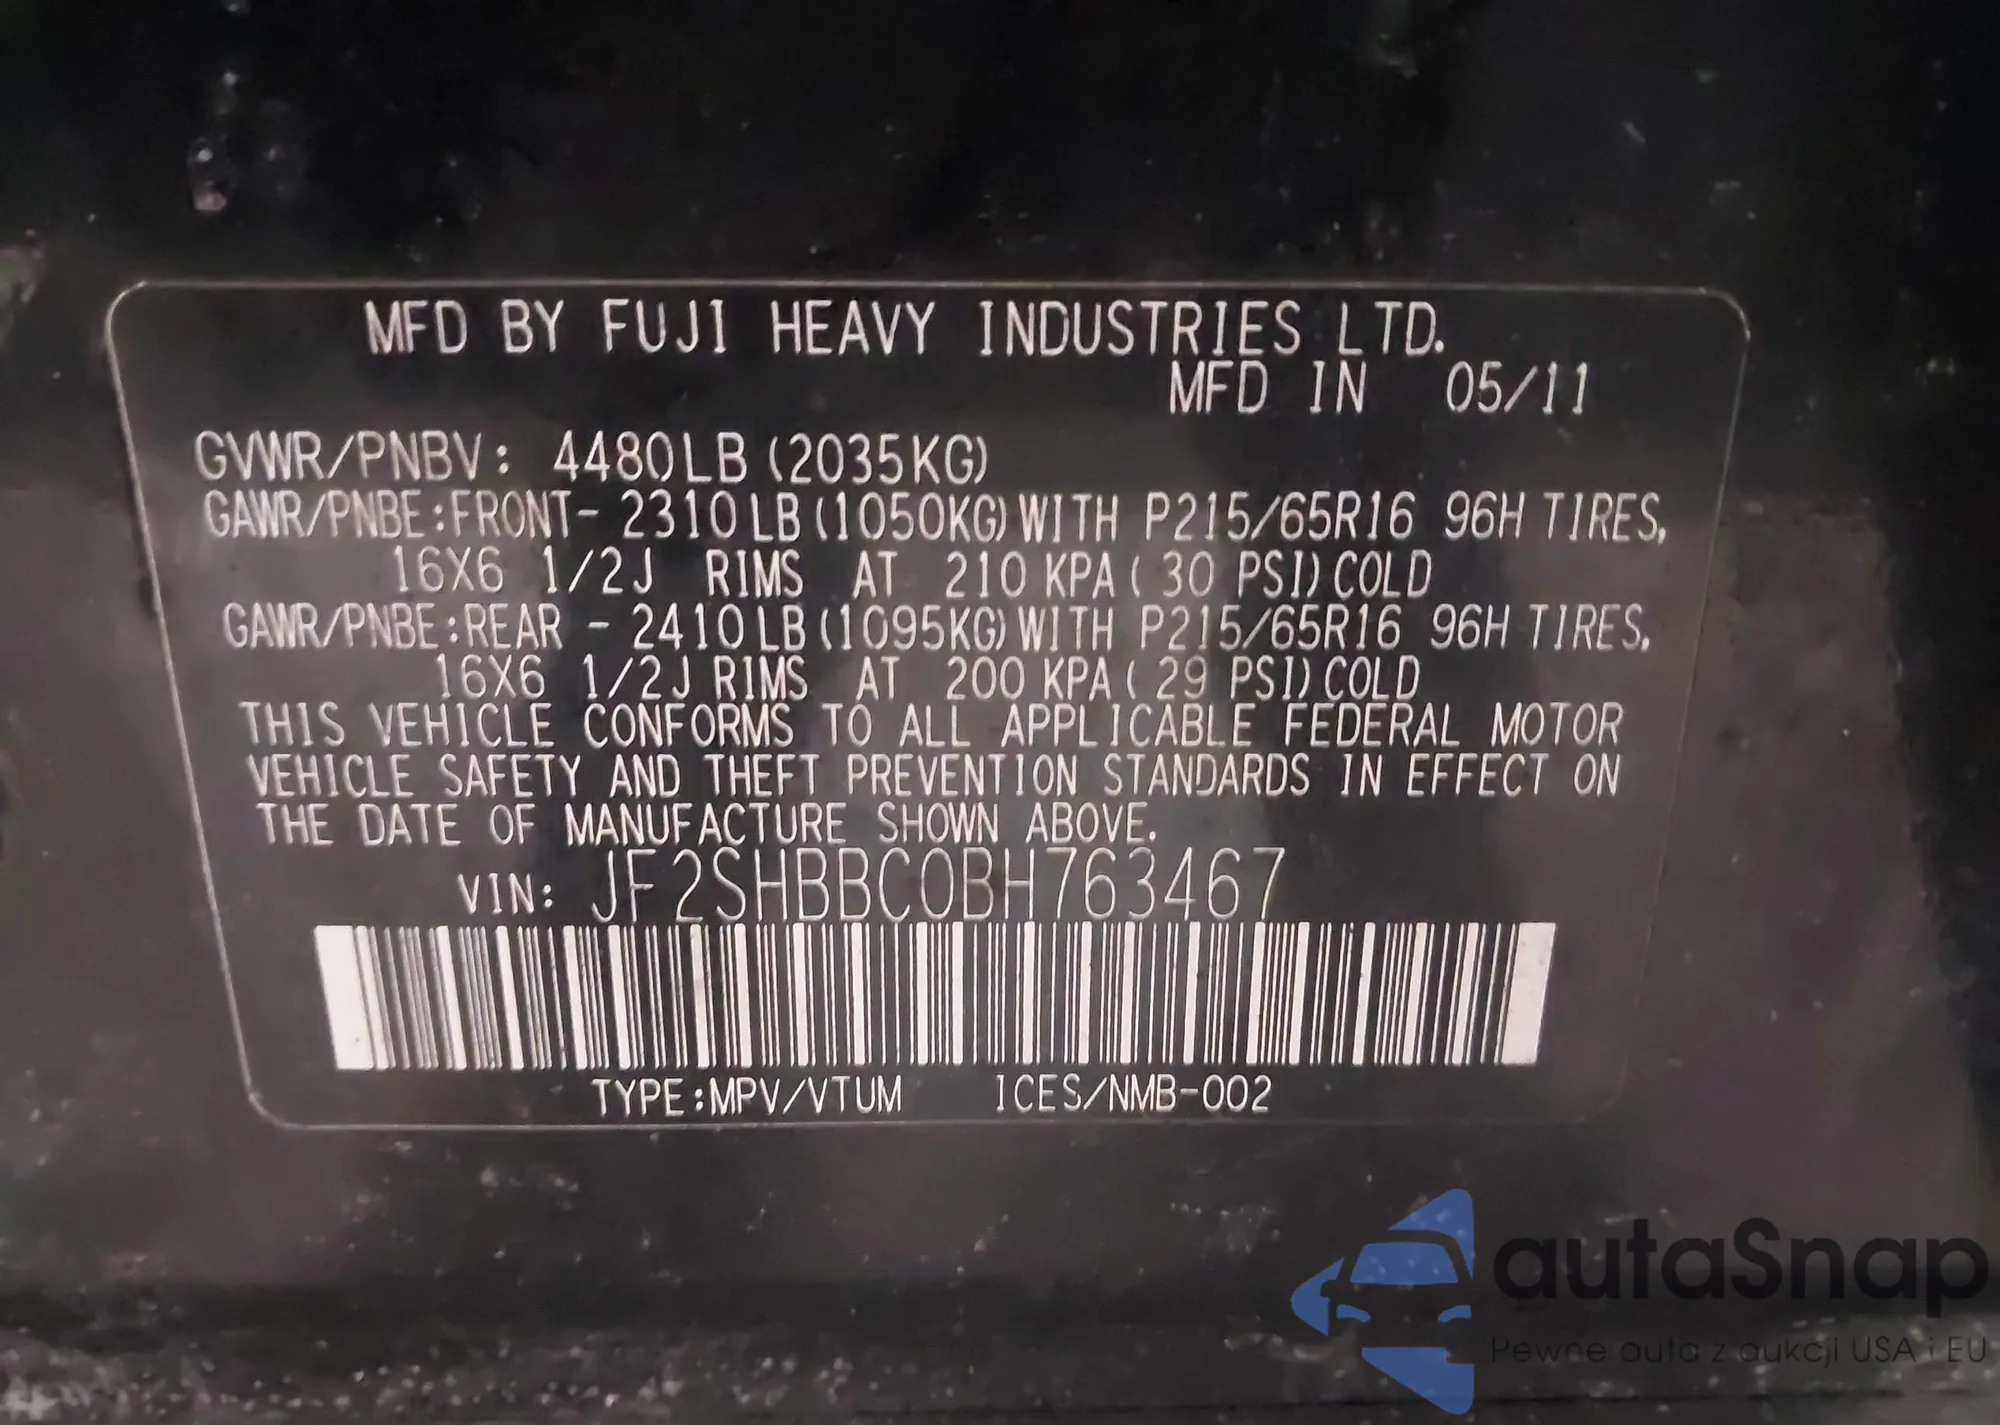 MFD BY FUJI HEAVY INDUSTRIES LTD.
MFD IN 05/11
GVWR/PNBV: 4480LB (2035KG)
GAWR/PNBE:FRONT- 2310LB (1050KG) WITH P215/65R16 96H TIRES,
16X6 1/2J RIMS AT 210 KPA ( 30 PSI) COLD
GAWR/PNBE:REAR - 2410LB (1095KG) WITH P215/65R16 96H TIRES,
16X6 1/2J RIMS AT 200 KPA ( 29 PSI) COLD
THIS VEHICLE CONFORMS TO ALL APPLICABLE FEDERAL MOTOR
VEHICLE SAFETY AND THEFT PREVENTION STANDARDS IN EFFECT ON
THE DATE OF MANUFACTURE SHOWN ABOVE.
VIN: JF2SHBBC0BH763467
TYPE:MPV/VTUM ICES/NMB-002
autaSnap
Pewne auta z aukcji USA i EU